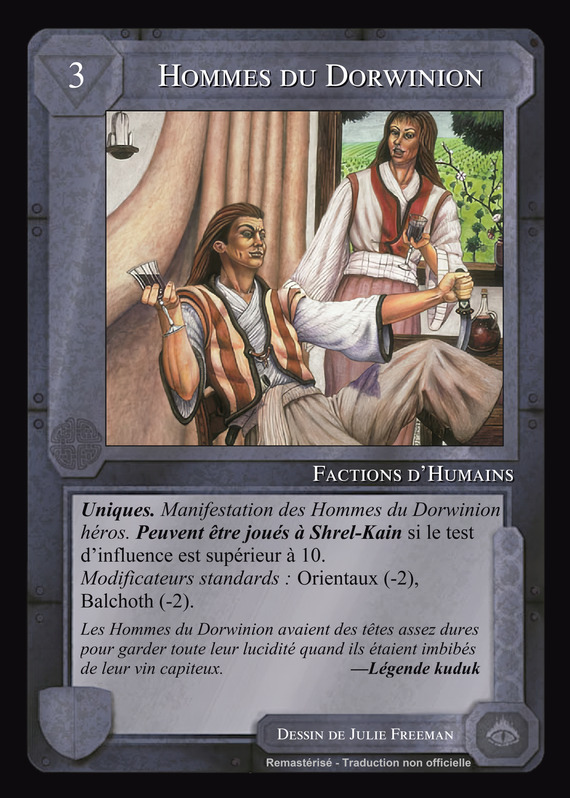 3
HOMMES DU DORWINION
FACTIONS D'HUMAINS
Uniques. Manifestation des Hommes du Dorwinion
héros. Peuvent être joués à Shrel-Kain si le test
d'influence est supérieur à 10.
Modificateurs standards : Orientaux (-2),
Balchoth (-2).
Les Hommes du Dorwinion avaient des têtes assez dures
pour garder toute leur lucidité quand ils étaient imbibés
de leur vin capiteux. —Légende kuduk
DESSIN DE JULIE FREEMAN
Remastérisé - Traduction non officielle